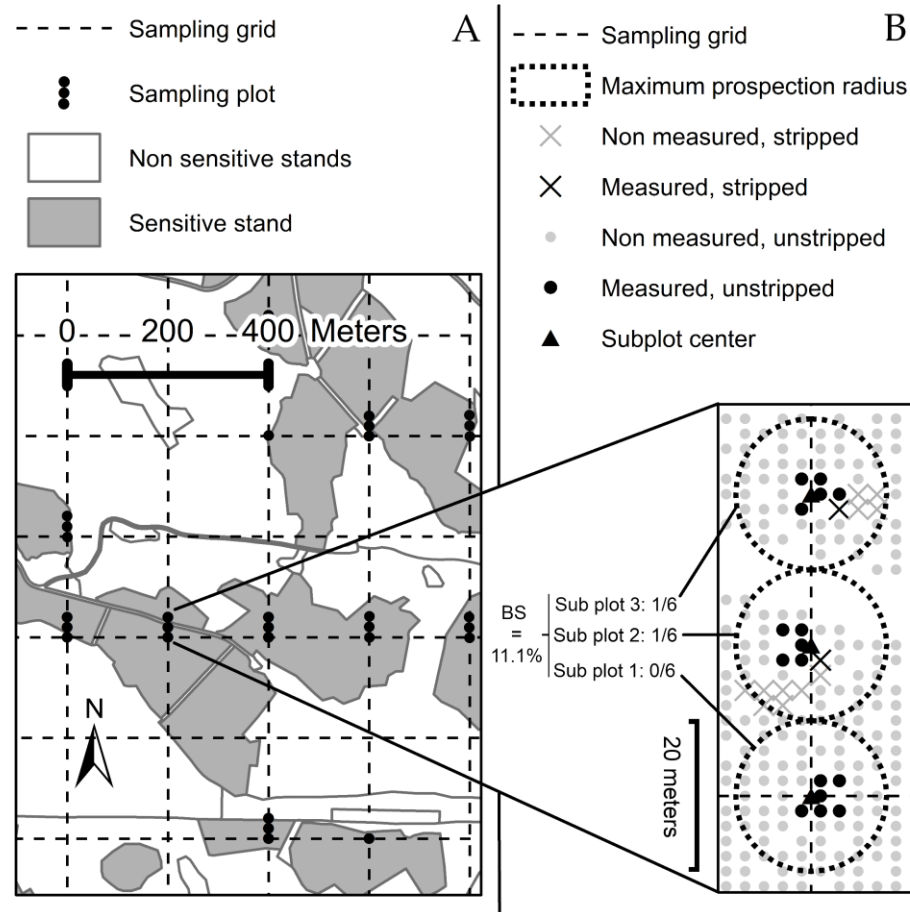 A
Sampling grid
Sampling plot
Non sensitive stands
Sensitive stand
0 200 400 Meters
N
B
Sampling grid
Maximum prospection radius
Non measured, stripped
Measured, stripped
Non measured, unstripped
Measured, unstripped
Subplot center
BS
=
11.1%
Sub plot 3: 1/6
Sub plot 2: 1/6
Sub plot 1: 0/6
20 meters